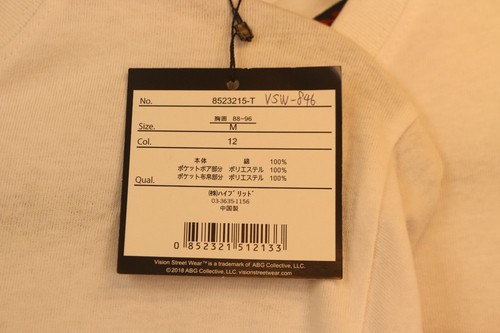 No. 8523215-T VSW-846
胸囲 88~96
Size. M
Col. 12
本体 綿 100%
ポケットボア部分 ポリエステル 100%
ポケット布帛部分 ポリエステル 100%
Qual.
㈱ハイブリッド
03-3635-1156
中国製
0 852321 512133
Vision Street Wear™ is a trademark of ABG Collective, LLC.
©2018 ABG Collective, LLC. visionstreetwear.com